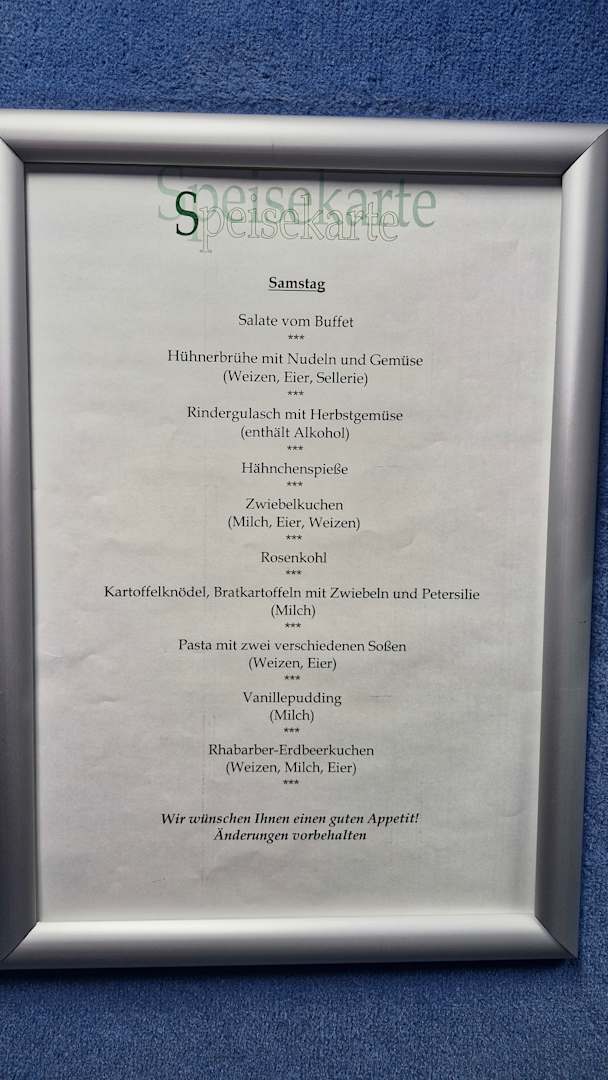 Speisekarte
Samstag
Salate vom Buffet
***
Hühnerbrühe mit Nudeln und Gemüse
(Weizen, Eier, Sellerie)
***
Rindergulasch mit Herbstgemüse
(enthält Alkohol)
***
Hähnchenspieße
***
Zwiebelkuchen
(Milch, Eier, Weizen)
***
Rosenkohl
***
Kartoffelknödel, Bratkartoffeln mit Zwiebeln und Petersilie
(Milch)
***
Pasta mit zwei verschiedenen Soßen
(Weizen, Eier)
***
Vanillepudding
(Milch)
***
Rhabarber-Erdbeerkuchen
(Weizen, Milch, Eier)
***
Wir wünschen Ihnen einen guten Appetit!
Änderungen vorbehalten